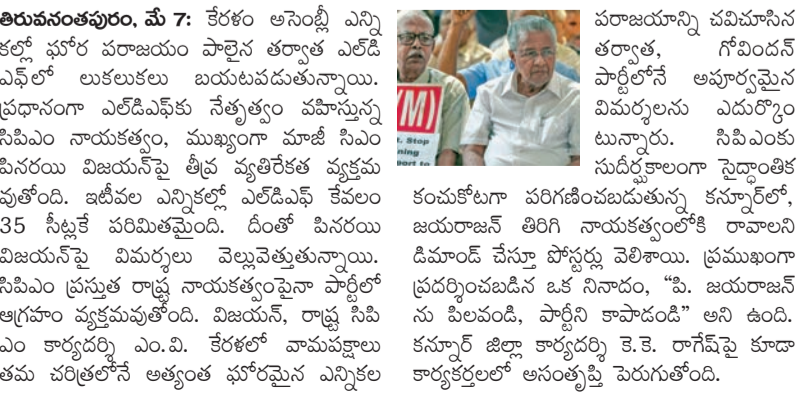 తిరువనంతపురం, మే 7: కేరళం అసెంబ్లీ ఎన్ని
కల్లో ఘోర పరాజయం పాలైన తర్వాత ఎల్‌డి
ఎఫ్‌లో లుకలుకలు బయటపడుతున్నాయి.
ప్రధానంగా ఎల్‌డిఎఫ్‌కు నేతృత్వం వహిస్తున్న
సిపిఎం నాయకత్వం, ముఖ్యంగా మాజీ సిఎం
పినరయి విజయన్‌పై తీవ్ర వ్యతిరేకత వ్యక్తమ
వుతోంది. ఇటీవల ఎన్నికల్లో ఎల్‌డిఎఫ్ కేవలం
35 సీట్లకే పరిమితమైంది. దీంతో పినరయి
విజయన్‌పై విమర్శలు వెల్లువెత్తుతున్నాయి.
సిపిఎం ప్రస్తుత రాష్ట్ర నాయకత్వంపైనా పార్టీలో
ఆగ్రహం వ్యక్తమవుతోంది. విజయన్, రాష్ట్ర సిపి
ఎం కార్యదర్శి ఎం.వి. కేరళలో వామపక్షాలు
తమ చరిత్రలోనే అత్యంత ఘోరమైన ఎన్నికల
(M)
t. Stop
ning
port to
పరాజయాన్ని చవిచూసిన
తర్వాత, గోవిందన్
పార్టీలోనే అపూర్వమైన
విమర్శలను ఎదుర్కొం
టున్నారు. సిపిఎంకు
సుదీర్ఘకాలంగా సైద్ధాంతిక
కంచుకోటగా పరిగణించబడుతున్న కన్నూర్‌లో,
జయరాజన్ తిరిగి నాయకత్వంలోకి రావాలని
డిమాండ్ చేస్తూ పోస్టర్లు వెలిశాయి. ప్రముఖంగా
ప్రదర్శించబడిన ఒక నినాదం, “పి. జయరాజన్
ను పిలవండి, పార్టీని కాపాడండి” అని ఉంది.
కన్నూర్ జిల్లా కార్యదర్శి కె.కె. రాగేష్‌పై కూడా
కార్యకర్తలలో అసంతృప్తి పెరుగుతోంది.